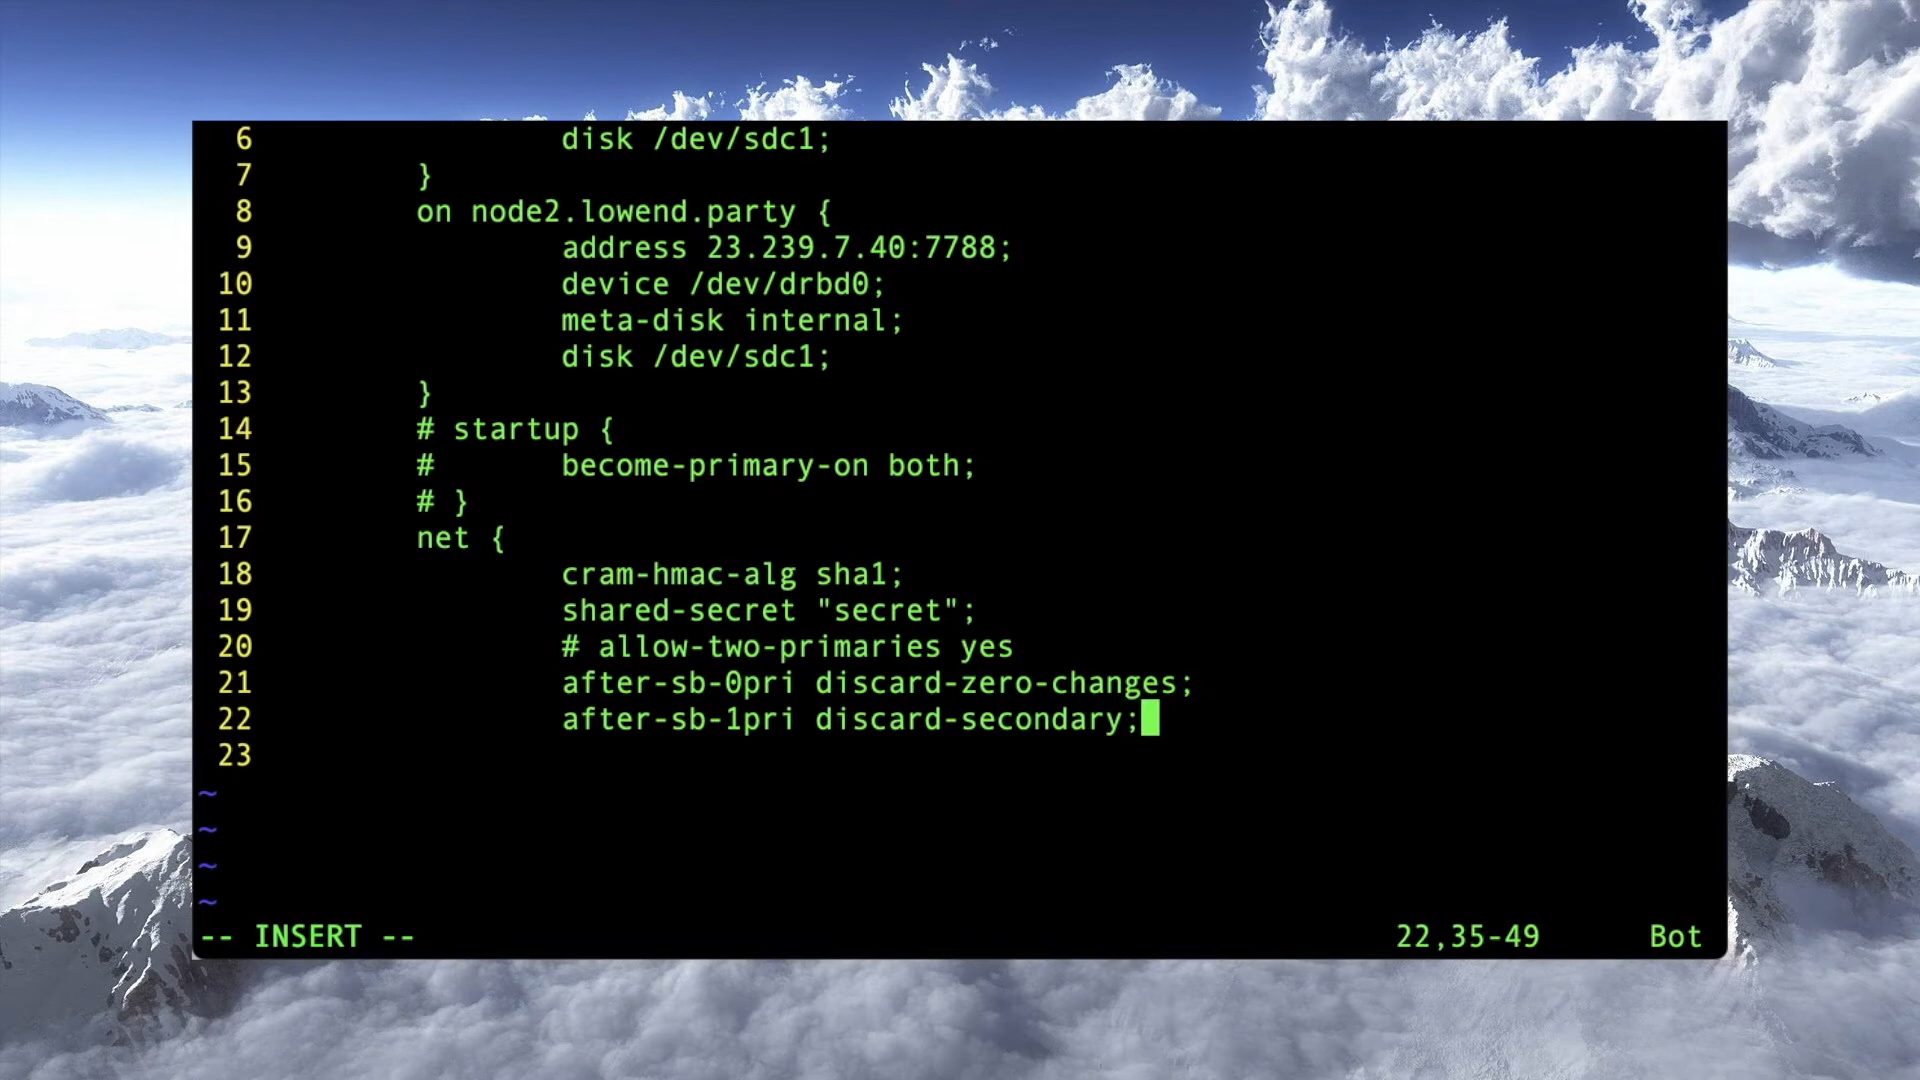 6                 disk /dev/sdc1;
7         }
8         on node2.lowend.party {
9                 address 23.239.7.40:7788;
10                 device /dev/drbd0;
11                 meta-disk internal;
12                 disk /dev/sdc1;
13         }
14         # startup {
15         #       become-primary-on both;
16         # }
17         net {
18                 cram-hmac-alg sha1;
19                 shared-secret "secret";
20                 # allow-two-primaries yes
21                 after-sb-0pri discard-zero-changes;
22                 after-sb-1pri discard-secondary;
23
~
~
~
~
-- INSERT -- 22,35-49 Bot